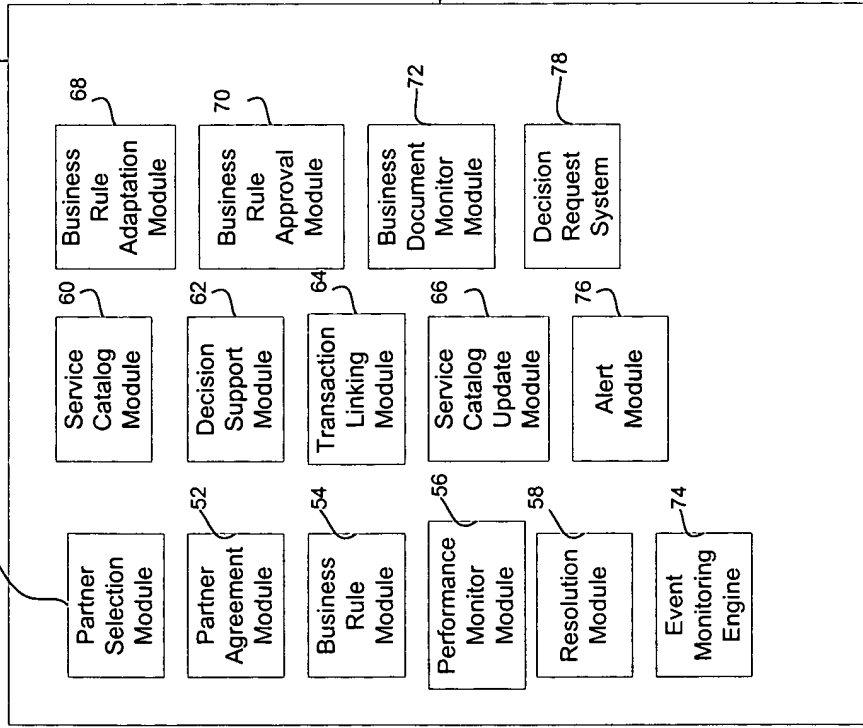 Partner
Selection
Module
52
Partner
Agreement
Module
54
Business
Rule
Module
56
Performance
Monitor
Module
58
Resolution
Module
74
Event
Monitoring
Engine
60
Service
Catalog
Module
62
Decision
Support
Module
64
Transaction
Linking
Module
66
Service
Catalog
Update
Module
76
Alert
Module
68
Business
Rule
Adaptation
Module
70
Business
Rule
Approval
Module
72
Business
Document
Monitor
Module
78
Decision
Request
System